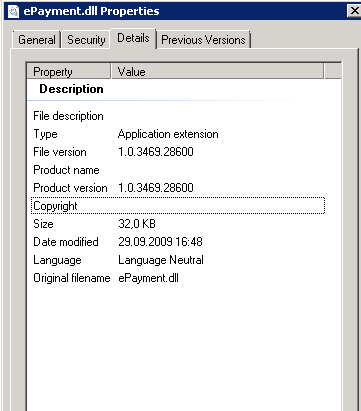 ePayment.dll Properties
General Security Details Previous Versions
Property Value
Description
File description
Type Application extension
File version 1.0.3469.28600
Product name
Product version 1.0.3469.28600
Copyright
Size 32,0 KB
Date modified 29.09.2009 16:48
Language Language Neutral
Original filename ePayment.dll